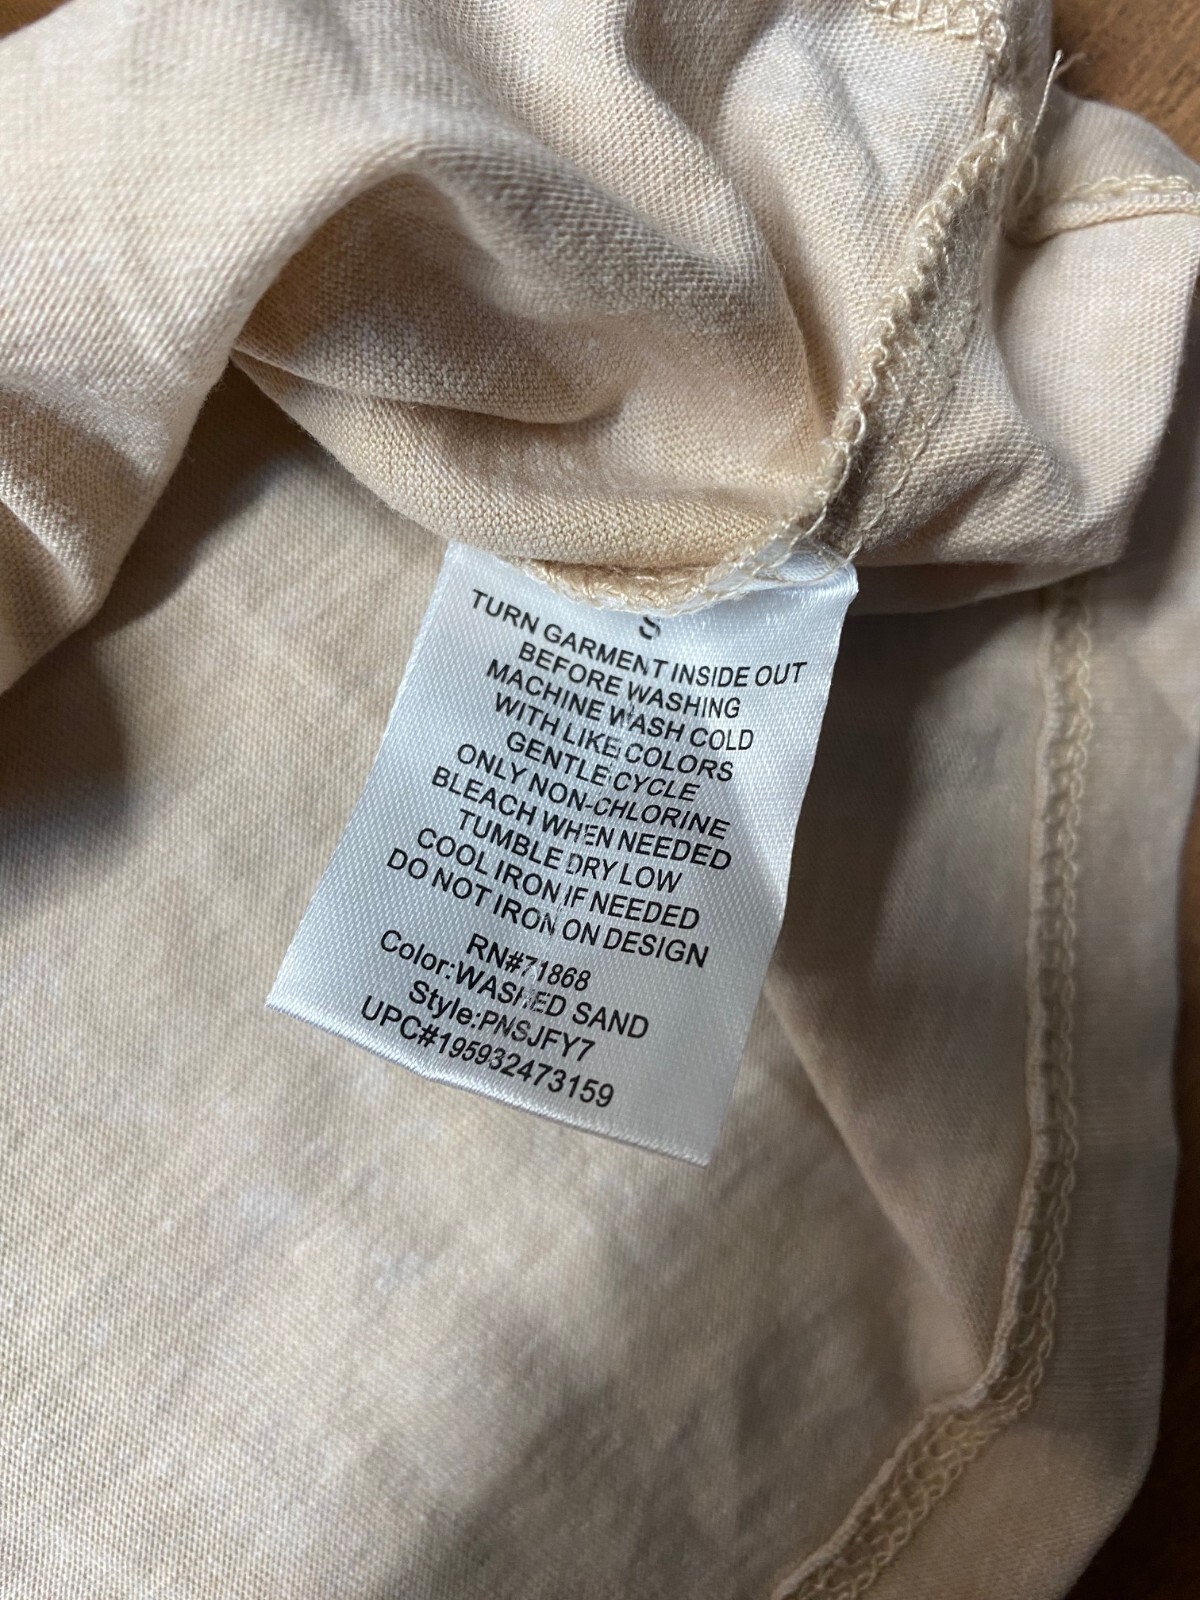 S
TURN GARMENT INSIDE OUT
BEFORE WASHING
MACHINE WASH COLD
WITH LIKE COLORS
GENTLE CYCLE
ONLY NON-CHLORINE
BLEACH WHEN NEEDED
TUMBLE DRY LOW
COOL IRON IF NEEDED
DO NOT IRON ON DESIGN
RN#71868
Color:WASHED SAND
Style:PNSJFY7
UPC#195932473159